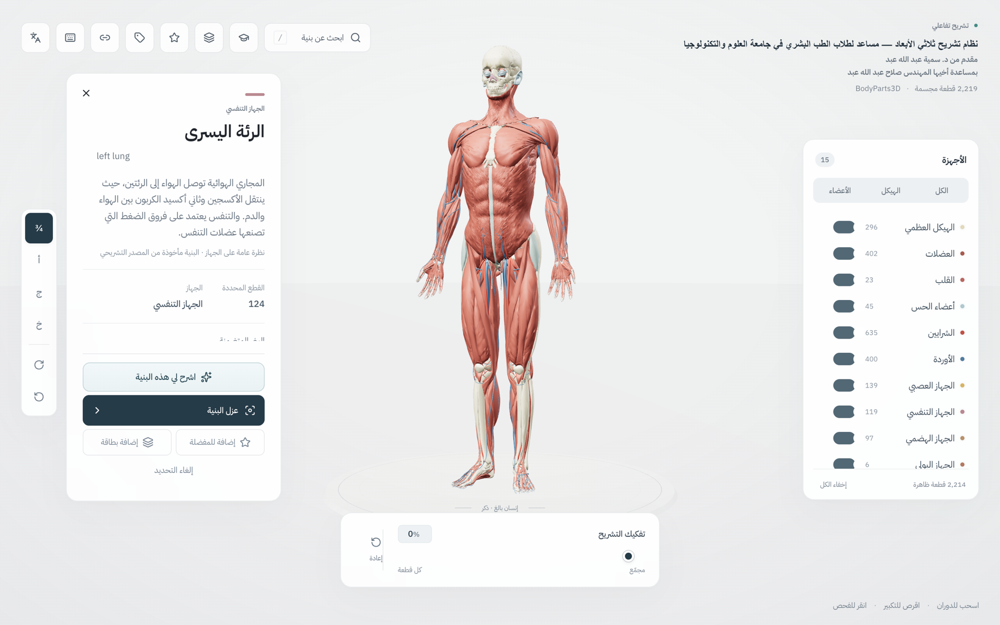 تشريح تفاعلي
نظام تشريح ثلاثي الأبعاد — مساعد لطلاب الطب البشري في جامعة العلوم والتكنولوجيا
مقدم من د. سمية عبد الله عبد
بمساعدة أخيها المهندس صلاح عبد الله عبد
2,219 قطعة مجسمة · BodyParts3D
ابحث عن بنية /
الأجهزة 15
الكل الهيكل الأعضاء
الهيكل العظمي 296
العضلات 402
القلب 23
أعضاء الحس 45
الشرايين 635
الأوردة 400
الجهاز العصبي 139
الجهاز التنفسي 119
الجهاز الهضمي 97
الجهاز البولي 6
2,214 قطعة ظاهرة إخفاء الكل
الجهاز التنفسي
الرئة اليسرى
left lung
المجاري الهوائية توصل الهواء إلى الرئتين، حيث
ينتقل الأكسجين وثاني أكسيد الكربون بين الهواء
والدم. والتنفس يعتمد على فروق الضغط التي
تصنعها عضلات التنفس.
نظرة عامة على الجهاز · البنية مأخوذة من المصدر التشريحي
القطع المحددة الجهاز
124 الجهاز التنفسي
اشرح لي هذه البنية
عزل البنية
إضافة للمفضلة إضافة بطاقة
إلغاء التحديد
¾
أ
ج
خ
إنسان بالغ · ذكر
تفكيك التشريح 0%
إعادة
مجمّع كل قطعة
اسحب للدوران · اقرص للتكبير · انقر للفحص